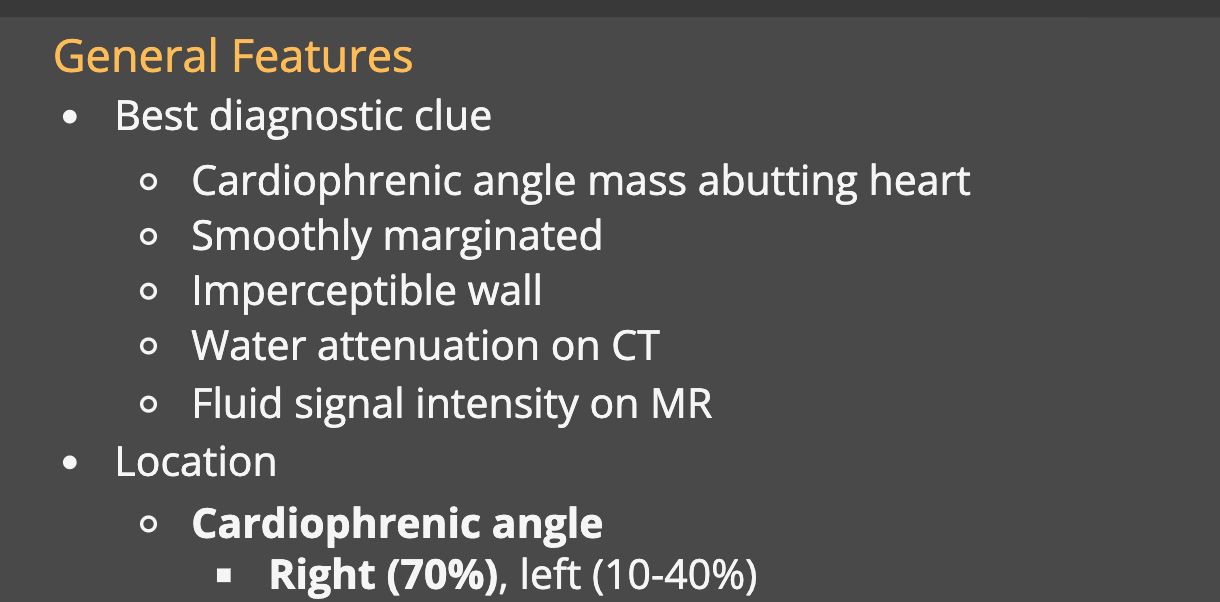 General Features
• Best diagnostic clue
○ Cardiophrenic angle mass abutting heart
○ Smoothly marginated
○ Imperceptible wall
○ Water attenuation on CT
○ Fluid signal intensity on MR
• Location
○ Cardiophrenic angle
▪ Right (70%), left (10-40%)